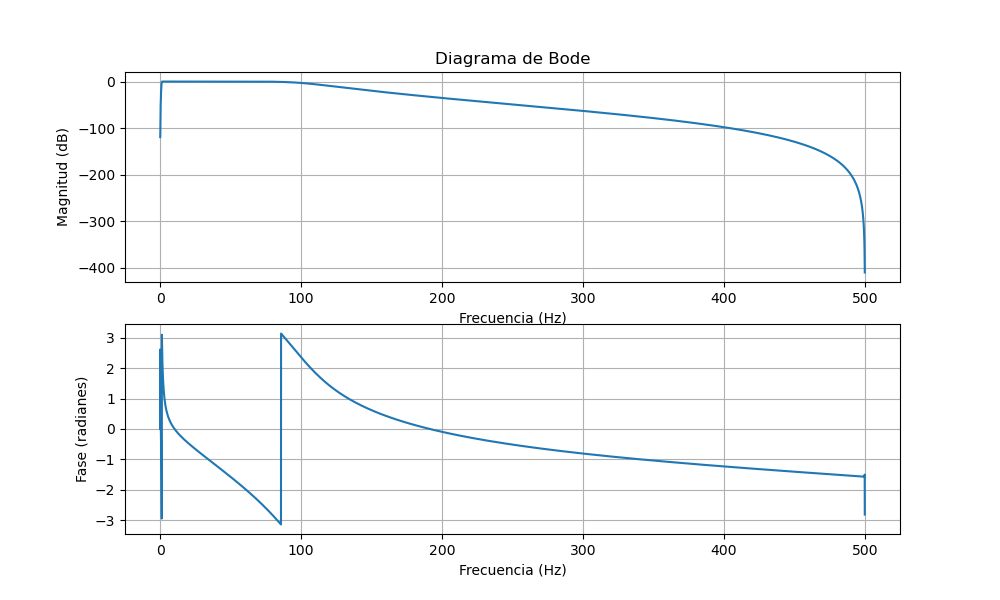 Diagrama de Bode
0
−100
−200
−300
−400
Magnitud (dB)
0 100 200 300 400 500
Frecuencia (Hz)
3
2
1
0
−1
−2
−3
Fase (radianes)
0 100 200 300 400 500
Frecuencia (Hz)